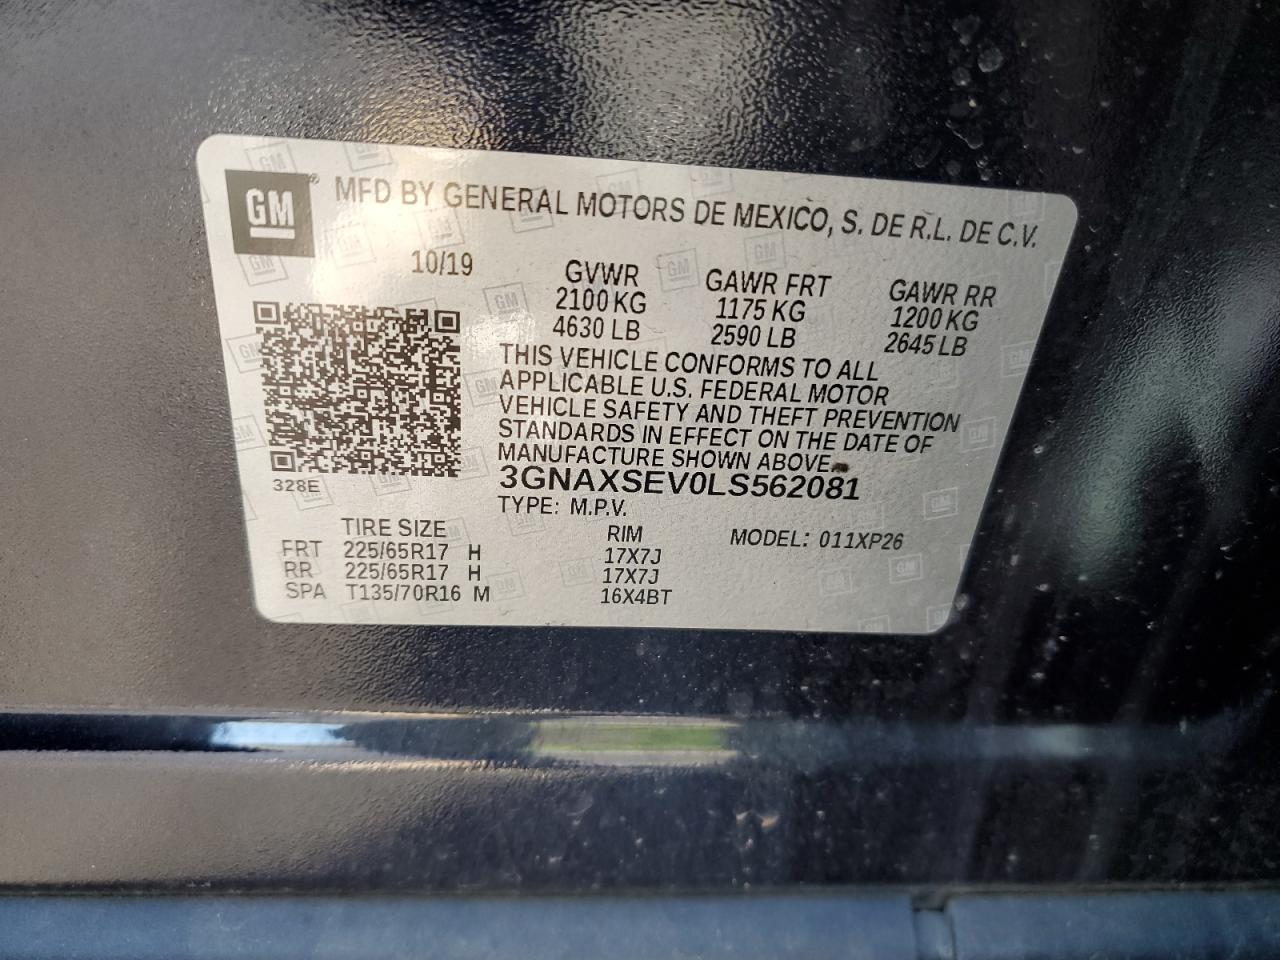 GM® MFD BY GENERAL MOTORS DE MEXICO, S. DE R.L. DE C.V.
10/19
GVWR GAWR FRT GAWR RR
2100 KG 1175 KG 1200 KG
4630 LB 2590 LB 2645 LB
THIS VEHICLE CONFORMS TO ALL
APPLICABLE U.S. FEDERAL MOTOR
VEHICLE SAFETY AND THEFT PREVENTION
STANDARDS IN EFFECT ON THE DATE OF
MANUFACTURE SHOWN ABOVE.
3GNAXSEV0LS562081
328E
TYPE: M.P.V.
TIRE SIZE RIM MODEL: 011XP26
FRT 225/65R17 H 17X7J
RR 225/65R17 H 17X7J
SPA T135/70R16 M 16X4BT